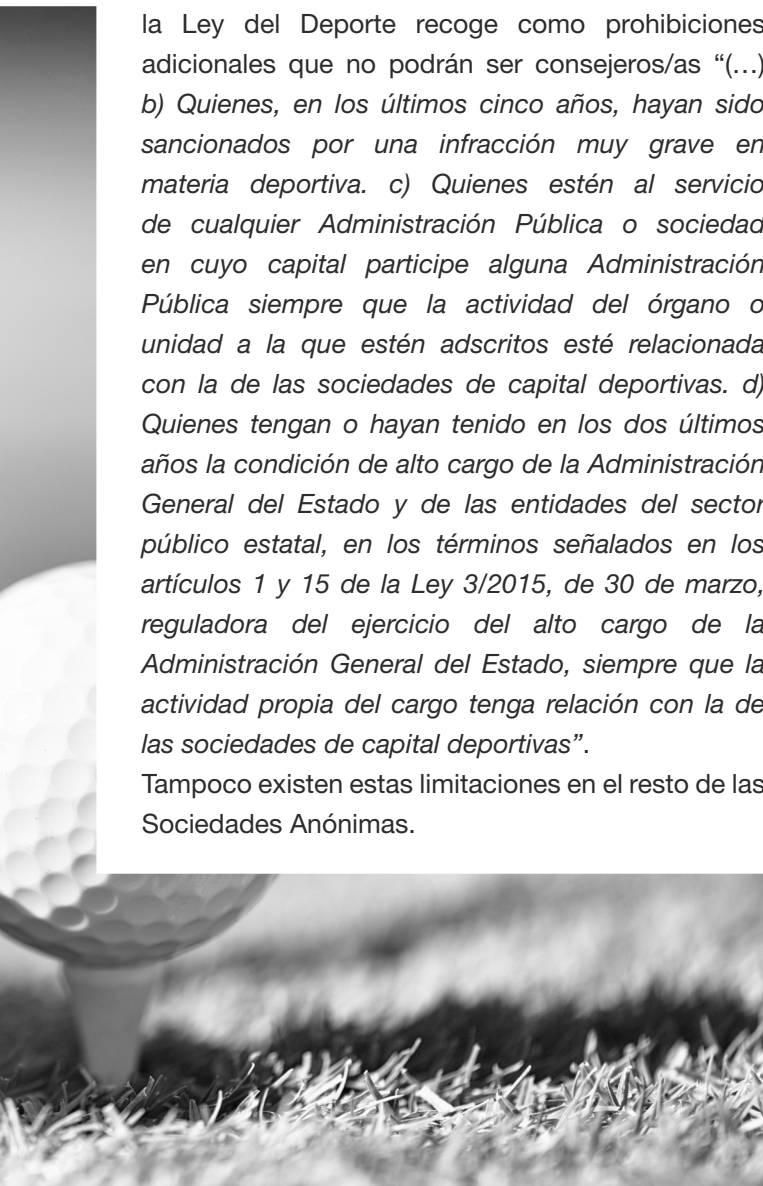 la Ley del Deporte recoge como prohibiciones
adicionales que no podrán ser consejeros/as “(…)
b) Quienes, en los últimos cinco años, hayan sido
sancionados por una infracción muy grave en
materia deportiva. c) Quienes estén al servicio
de cualquier Administración Pública o sociedad
en cuyo capital participe alguna Administración
Pública siempre que la actividad del órgano o
unidad a la que estén adscritos esté relacionada
con la de las sociedades de capital deportivas. d)
Quienes tengan o hayan tenido en los dos últimos
años la condición de alto cargo de la Administración
General del Estado y de las entidades del sector
público estatal, en los términos señalados en los
artículos 1 y 15 de la Ley 3/2015, de 30 de marzo,
reguladora del ejercicio del alto cargo de la
Administración General del Estado, siempre que la
actividad propia del cargo tenga relación con la de
las sociedades de capital deportivas”.
Tampoco existen estas limitaciones en el resto de las
Sociedades Anónimas.